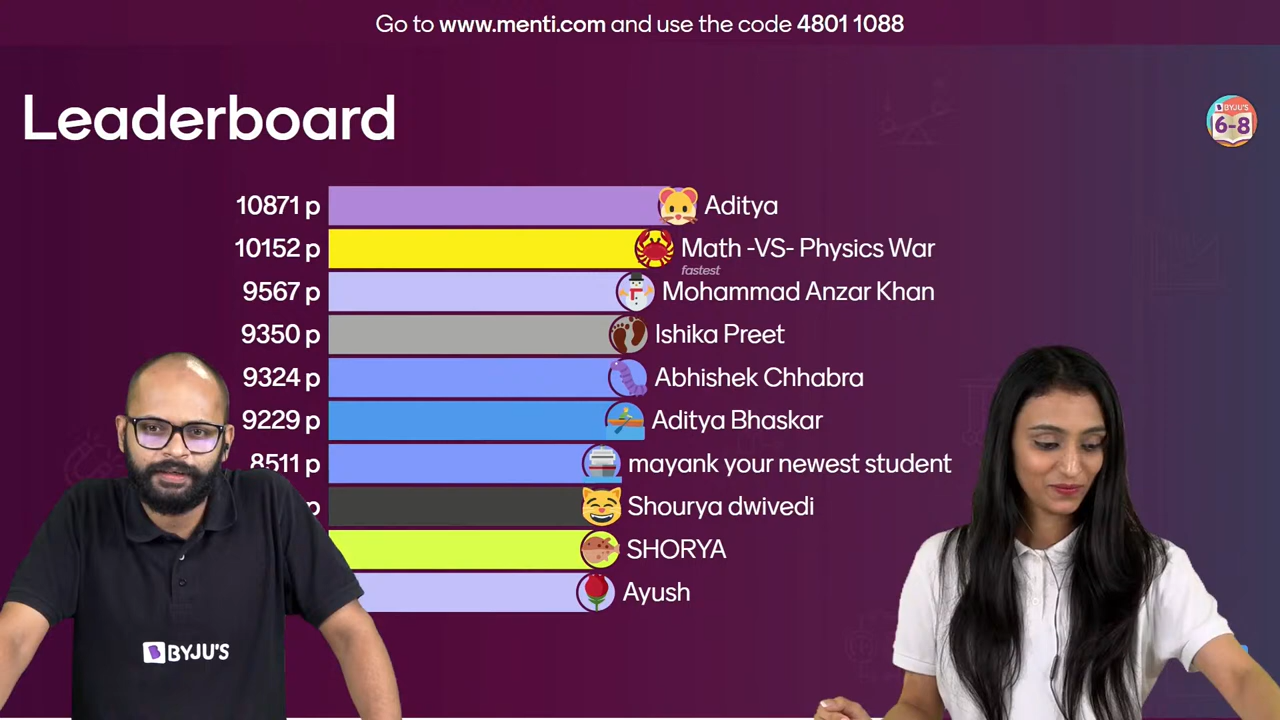 Go to www.menti.com and use the code 4801 1088
Leaderboard
BYJU'S
6-8
10871 p Aditya
10152 p Math -VS- Physics War
fastest
9567 p Mohammad Anzar Khan
9350 p Ishika Preet
9324 p Abhishek Chhabra
9229 p Aditya Bhaskar
8511 p mayank your newest student
p Shourya dwivedi
SHORYA
Ayush
BYJU'S